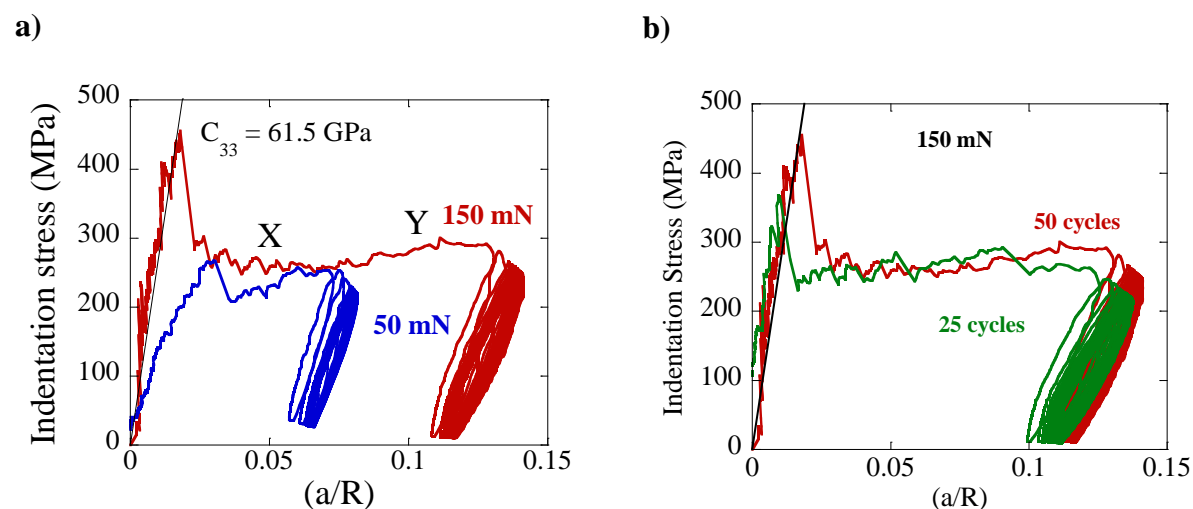 a)
Indentation stress (MPa)
500
400
300
200
100
0
C33 = 61.5 GPa
X
Y
150 mN
50 mN
0
0.05
0.1
0.15
(a/R)
b)
Indentation Stress (MPa)
500
400
300
200
100
0
150 mN
50 cycles
25 cycles
0
0.05
0.1
0.15
(a/R)